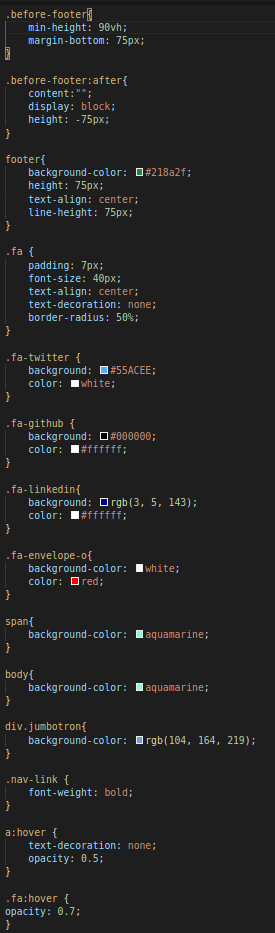 .before-footer{
min-height: 90vh;
margin-bottom: 75px;
}
.before-footer:after{
content:"";
display: block;
height: -75px;
}
footer{
background-color: #218a2f;
height: 75px;
text-align: center;
line-height: 75px;
}
.fa {
padding: 7px;
font-size: 40px;
text-align: center;
text-decoration: none;
border-radius: 50%;
}
.fa-twitter {
background: #55ACEE;
color: white;
}
.fa-github {
background: #000000;
color: #ffffff;
}
.fa-linkedin{
background: rgb(3, 5, 143);
color: #ffffff;
}
.fa-envelope-o{
background-color: white;
color: red;
}
span{
background-color: aquamarine;
}
body{
background-color: aquamarine;
}
div.jumbotron{
background-color: rgb(104, 164, 219);
}
.nav-link {
font-weight: bold;
}
a:hover {
text-decoration: none;
opacity: 0.5;
}
.fa:hover {
opacity: 0.7;
}